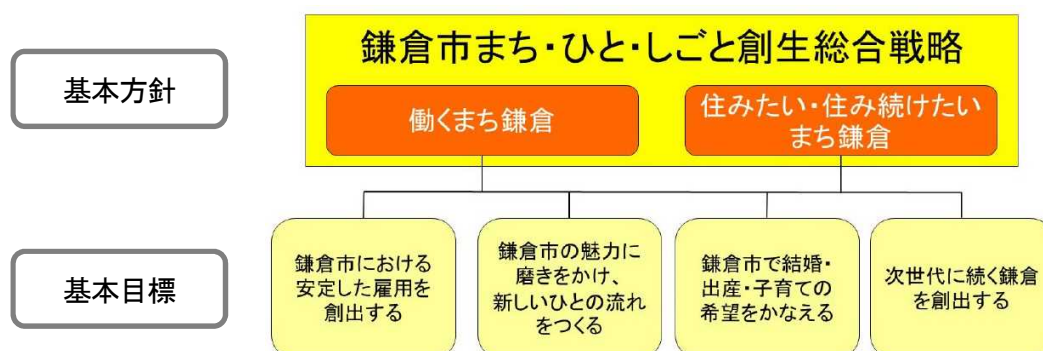 基本方針
鎌倉市まち・ひと・しごと創生総合戦略
働くまち鎌倉
住みたい・住み続けたい
まち鎌倉
基本目標
鎌倉市における
安定した雇用を
創出する
鎌倉市の魅力に
磨きをかけ、
新しいひとの流れ
をつくる
鎌倉市で結婚・
出産・子育ての
希望をかなえる
次世代に続く鎌倉
を創出する